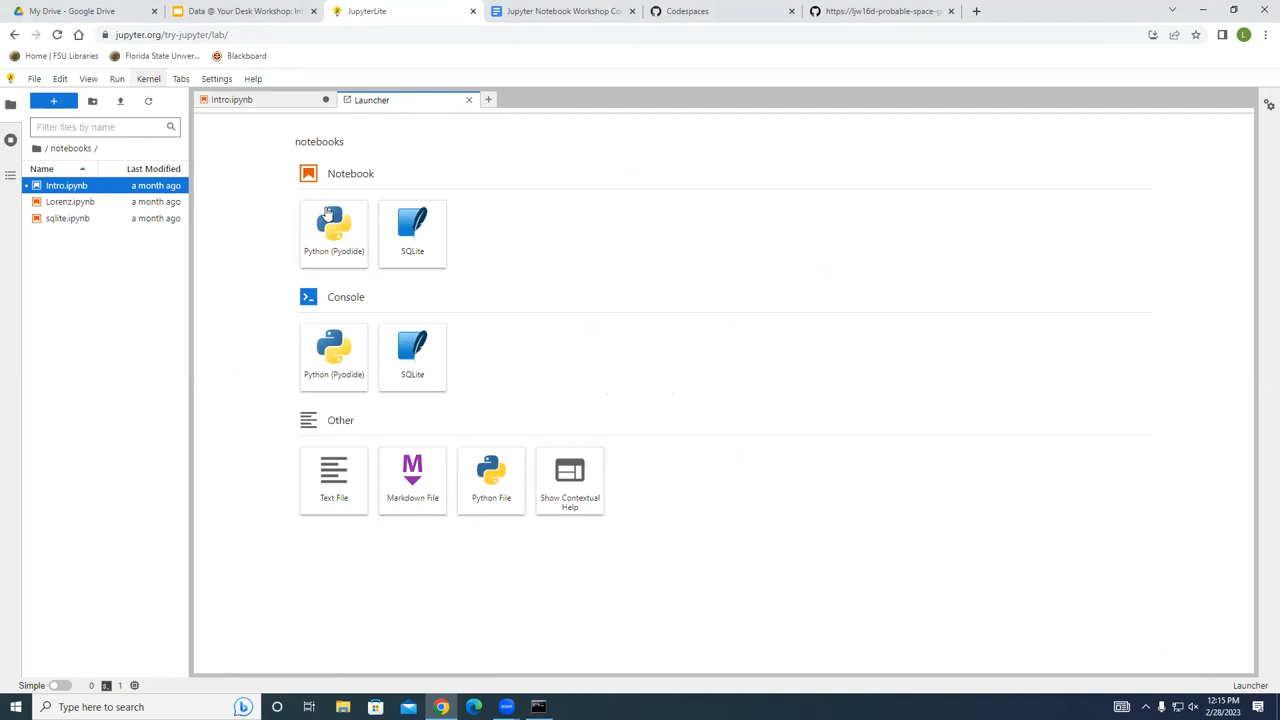 My Drive - Google Drive
Data @ Your Desk Workshop: Int
JupyterLite
Jupyter Notebook Workshop Co
Codespaces
https://ljw16d-probable-space-g
jupyter.org/try-jupyter/lab/
Home | FSU Libraries
Florida State Univer...
Blackboard
File Edit View Run Kernel Tabs Settings Help
Intro.ipynb
Launcher
Filter files by name
/ notebooks /
Name Last Modified
Intro.ipynb a month ago
Lorenz.ipynb a month ago
sqlite.ipynb a month ago
notebooks
Notebook
Python (Pyodide) SQLite
Console
Python (Pyodide) SQLite
Other
M
Text File Markdown File Python File Show Contextual
Help
Simple 0 1
Launcher
Type here to search
zoom
12:15 PM
2/28/2023